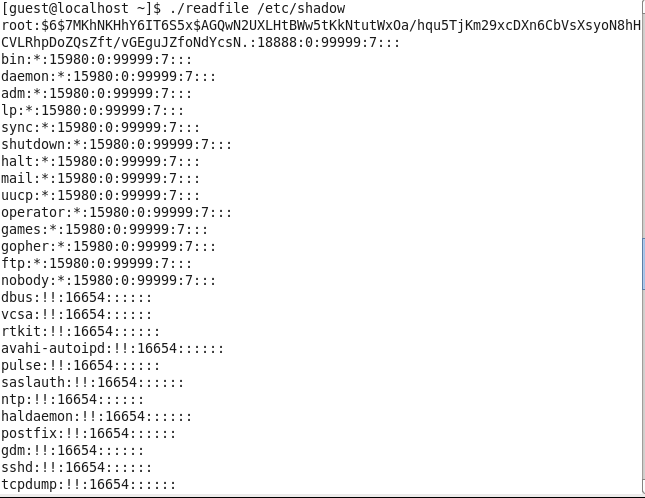 [guest@localhost ~]$ ./readfile /etc/shadow
root:$6$7MKhNKHhY6IT6S5x$AGQwN2UXLHtBWw5tKkNtutWxOa/hqu5TjKm29xcDXn6CbVsXsyoN8hH
CVLRhpDoZQsZft/vGEguJZfoNdYcsN.:18888:0:99999:7:::
bin:*:15980:0:99999:7:::
daemon:*:15980:0:99999:7:::
adm:*:15980:0:99999:7:::
lp:*:15980:0:99999:7:::
sync:*:15980:0:99999:7:::
shutdown:*:15980:0:99999:7:::
halt:*:15980:0:99999:7:::
mail:*:15980:0:99999:7:::
uucp:*:15980:0:99999:7:::
operator:*:15980:0:99999:7:::
games:*:15980:0:99999:7:::
gopher:*:15980:0:99999:7:::
ftp:*:15980:0:99999:7:::
nobody:*:15980:0:99999:7:::
dbus:!!:16654::::::
vcsa:!!:16654::::::
rtkit:!!:16654::::::
avahi-autoipd:!!:16654::::::
pulse:!!:16654::::::
saslauth:!!:16654::::::
ntp:!!:16654::::::
haldaemon:!!:16654::::::
postfix:!!:16654::::::
gdm:!!:16654::::::
sshd:!!:16654::::::
tcpdump:!!:16654::::::